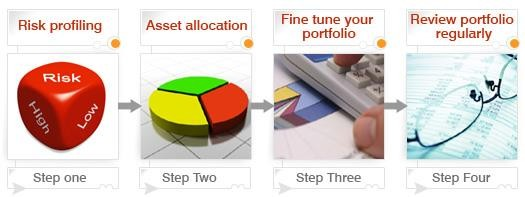 Risk profiling
Asset allocation
Fine tune your
portfolio
Review portfolio
regularly
Risk
High
Low
Step one
Step Two
Step Three
Step Four